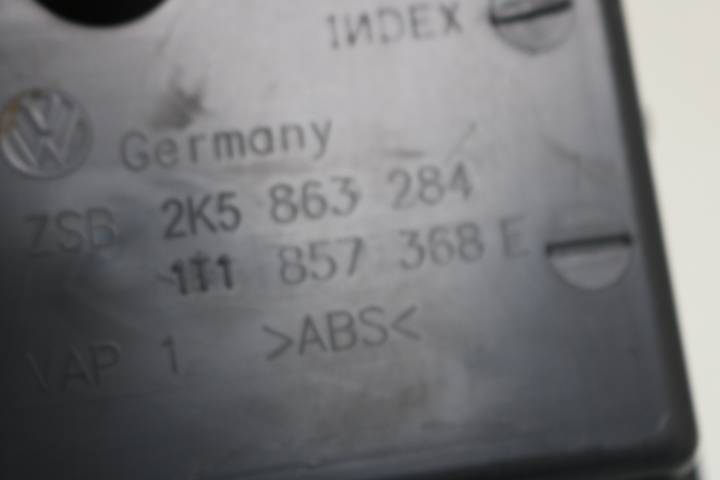 INDEX
Germany
ZSB 2K5 863 284
1T1 857 368 E
VAP 1 >ABS<